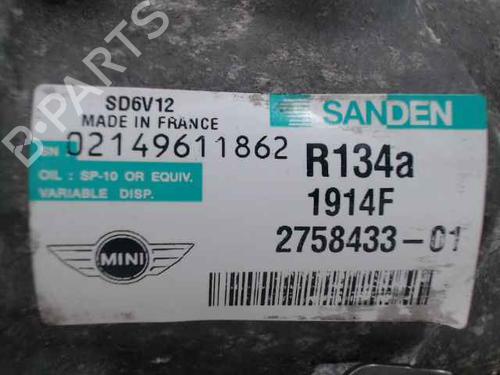 B-PARTS
SD6V12
MADE IN FRANCE
SN : 02149611862
OIL : SP-10 OR EQUIV.
VARIABLE DISP.
MINI
SANDEN
R134a
1914F
2758433-01